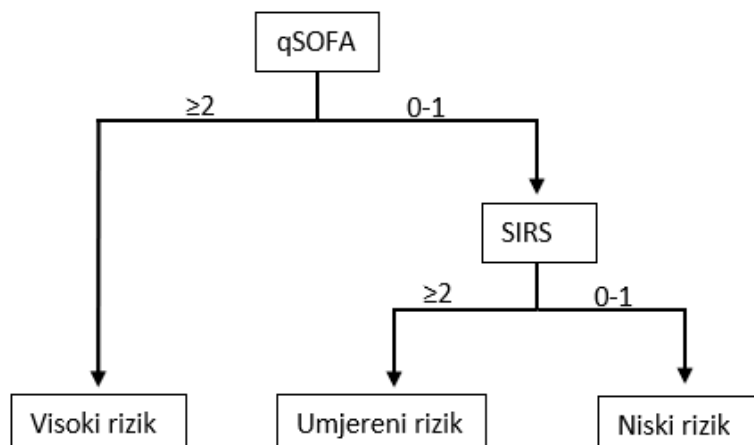 qSOFA
≥2
0-1
SIRS
≥2
0-1
Visoki rizik
Umjereni rizik
Niski rizik